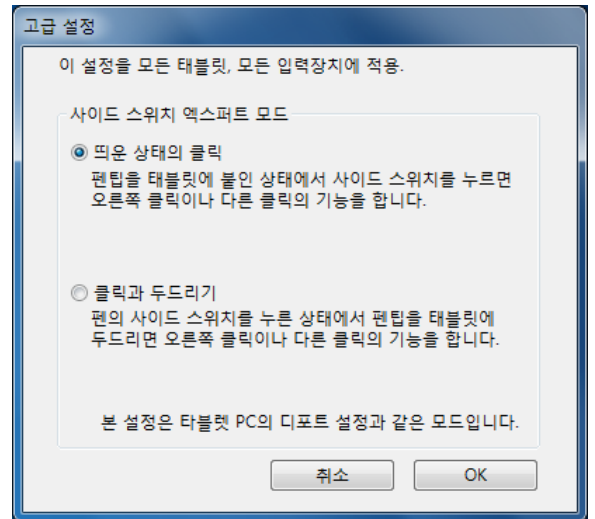 고급 설정
이 설정을 모든 태블릿, 모든 입력장치에 적용.
사이드 스위치 엑스퍼트 모드
띄운 상태의 클릭
펜팁을 태블릿에 붙인 상태에서 사이드 스위치를 누르면
오른쪽 클릭이나 다른 클릭의 기능을 합니다.
클릭과 두드리기
펜의 사이드 스위치를 누른 상태에서 펜팁을 태블릿에
두드리면 오른쪽 클릭이나 다른 클릭의 기능을 합니다.
본 설정은 타블렛 PC의 디포트 설정과 같은 모드입니다.
취소 OK